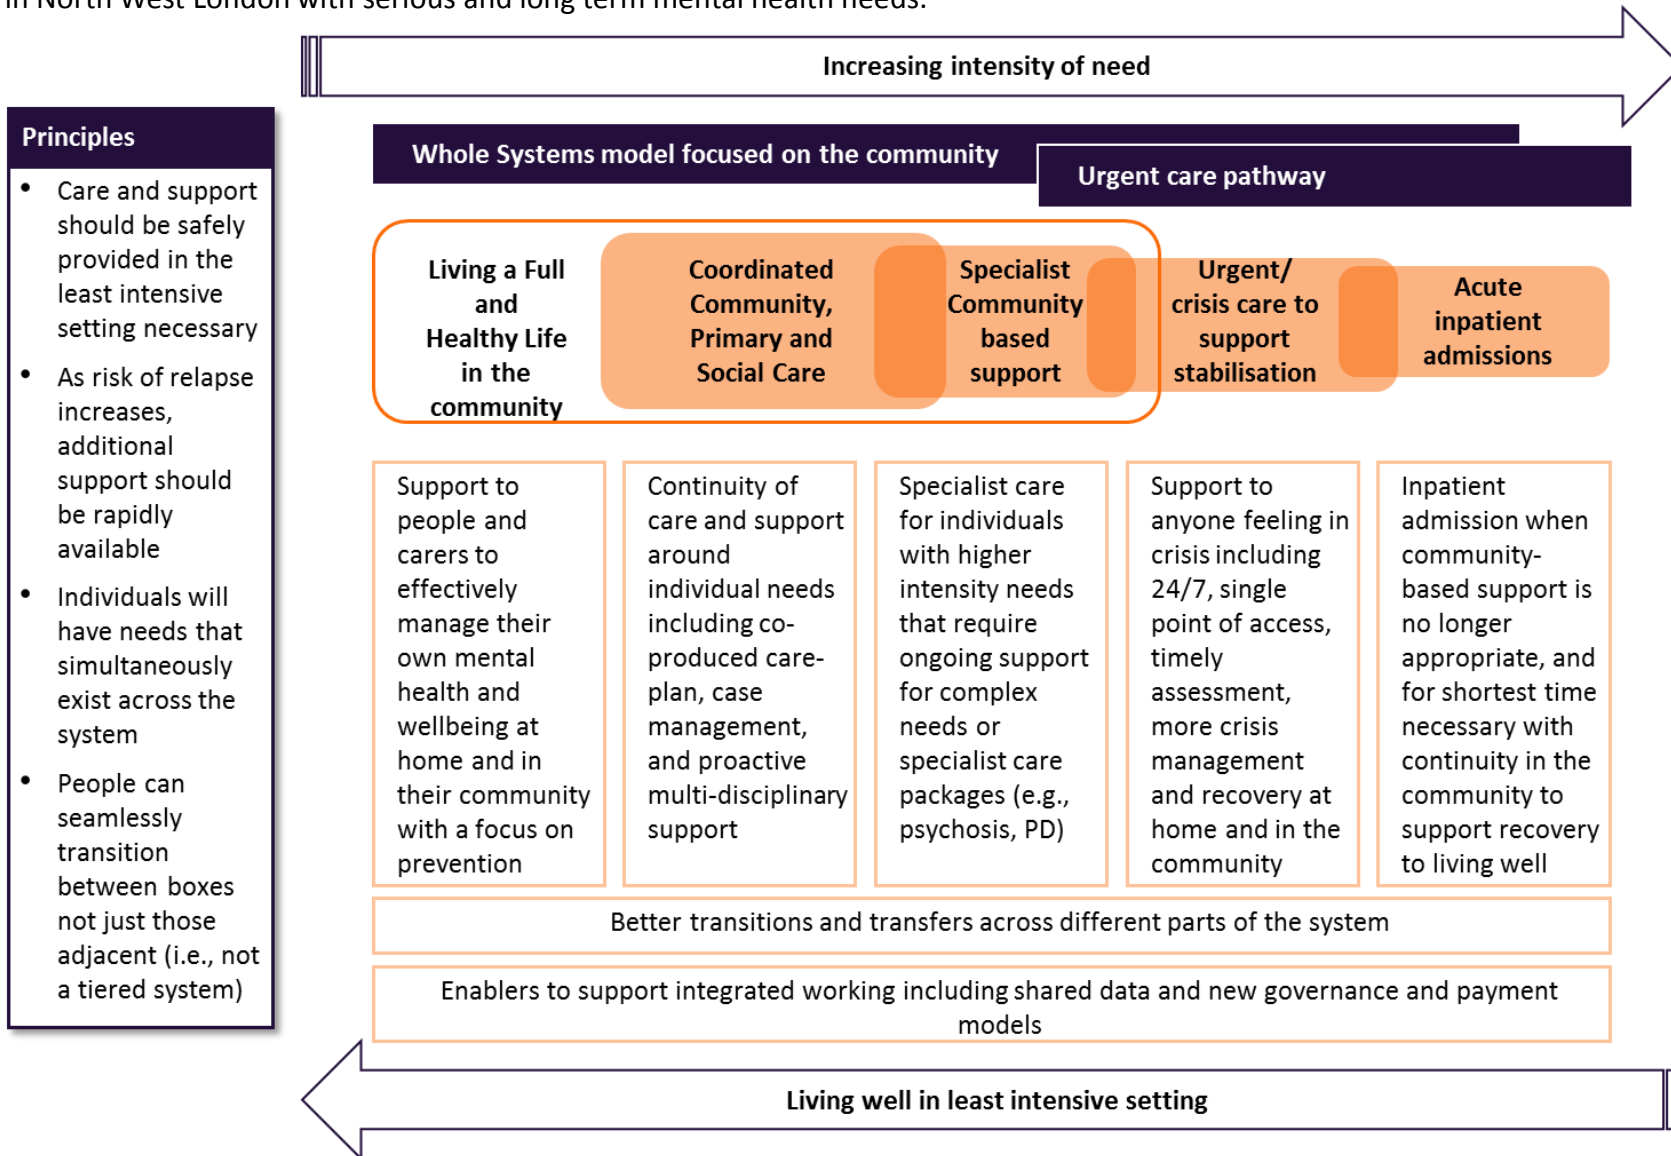 in North West London with serious and long term mental health needs.
Increasing intensity of need
Principles
• Care and support
should be safely
provided in the
least intensive
setting necessary
• As risk of relapse
increases,
additional
support should
be rapidly
available
• Individuals will
have needs that
simultaneously
exist across the
system
• People can
seamlessly
transition
between boxes
not just those
adjacent (i.e., not
a tiered system)
Whole Systems model focused on the community
Urgent care pathway
Living a Full
and
Healthy Life
in the
community
Coordinated
Community,
Primary and
Social Care
Specialist
Community
based
support
Urgent/
crisis care to
support
stabilisation
Acute
inpatient
admissions
Support to
people and
carers to
effectively
manage their
own mental
health and
wellbeing at
home and in
their community
with a focus on
prevention
Continuity of
care and support
around
individual needs
including co-
produced care-
plan, case
management,
and proactive
multi-disciplinary
support
Specialist care
for individuals
with higher
intensity needs
that require
ongoing support
for complex
needs or
specialist care
packages (e.g.,
psychosis, PD)
Support to
anyone feeling in
crisis including
24/7, single
point of access,
timely
assessment,
more crisis
management
and recovery at
home and in the
community
Inpatient
admission when
community-
based support is
no longer
appropriate, and
for shortest time
necessary with
continuity in the
community to
support recovery
to living well
Better transitions and transfers across different parts of the system
Enablers to support integrated working including shared data and new governance and payment
models
Living well in least intensive setting